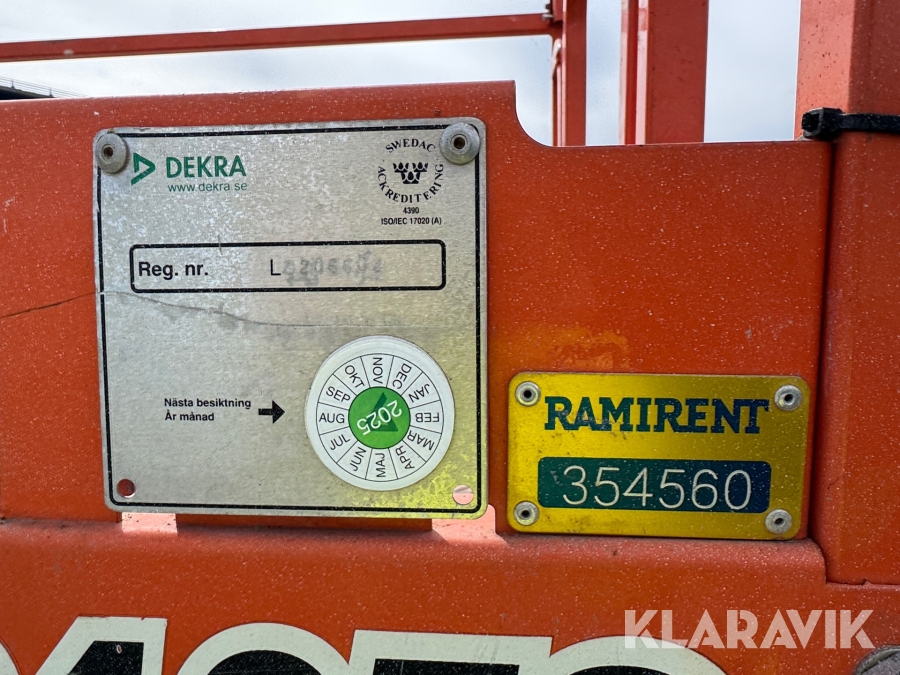 DEKRA
www.dekra.se
SWEDAC
ACKREDITERING
4390
ISO/IEC 17020 (A)
Reg. nr. L
Nästa besiktning
År månad
JAN
FEB
MAR
APR
MAJ
JUN
JUL
AUG
SEP
OKT
NOV
DEC
2025
RAMIRENT
354560
KLARAVIK